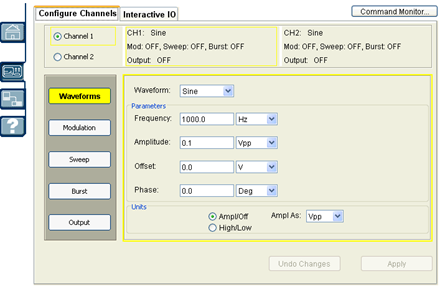 Configure Channels Interactive IO Command Monitor...
Channel 1 CH1: Sine CH2: Sine
Mod: OFF, Sweep: OFF, Burst: OFF Mod: OFF, Sweep: OFF, Burst: OFF
Channel 2
Output: OFF Output: OFF
Waveforms Waveform: Sine
Parameters
Frequency: 1000.0 Hz
Modulation
Amplitude: 0.1 Vpp
Sweep
Offset: 0.0 V
Burst Phase: 0.0 Deg
Units
Output Ampl/Off Ampl As: Vpp
High/Low
Undo Changes Apply